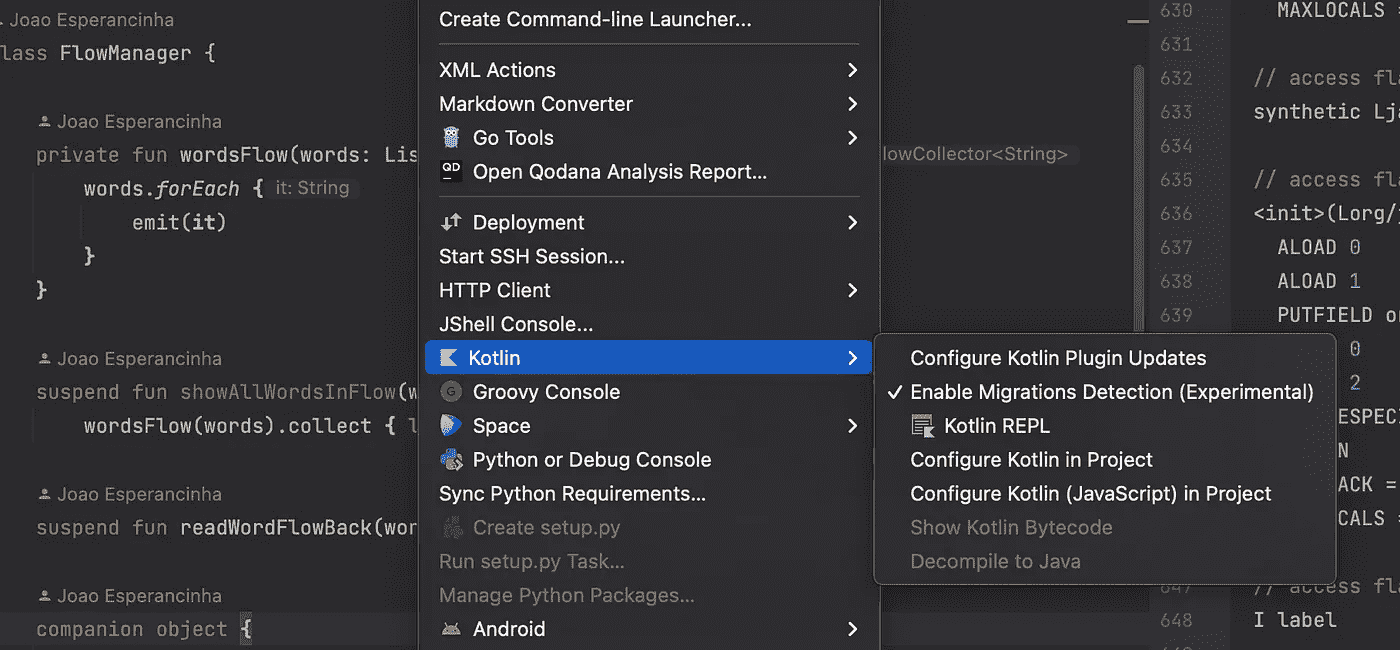 Joao Esperancinha
lass FlowManager {
Joao Esperancinha
private fun wordsFlow(words: Lis
words.forEach { it: String
emit(it)
}
}
Joao Esperancinha
suspend fun showAllWordsInFlow(w
wordsFlow(words).collect { l
Joao Esperancinha
suspend fun readWordFlowBack(wor
Joao Esperancinha
companion object {
Create Command-line Launcher...
XML Actions
Markdown Converter
Go Tools
QD Open Qodana Analysis Report...
Deployment
Start SSH Session...
HTTP Client
JShell Console...
Kotlin
G Groovy Console
Space
Python or Debug Console
Sync Python Requirements...
Create setup.py
Run setup.py Task...
Manage Python Packages...
Android
lowCollector<String>
Configure Kotlin Plugin Updates
✓ Enable Migrations Detection (Experimental)
Kotlin REPL
Configure Kotlin in Project
Configure Kotlin (JavaScript) in Project
Show Kotlin Bytecode
Decompile to Java
630 MAXLOCALS =
631
632 // access fla
633 synthetic Lja
634
635 // access fla
636 <init>(Lorg/j
637 ALOAD 0
638 ALOAD 1
639 PUTFIELD or
0
2
ESPECI
N
ACK =
CALS =
647 // access fla
648 I label